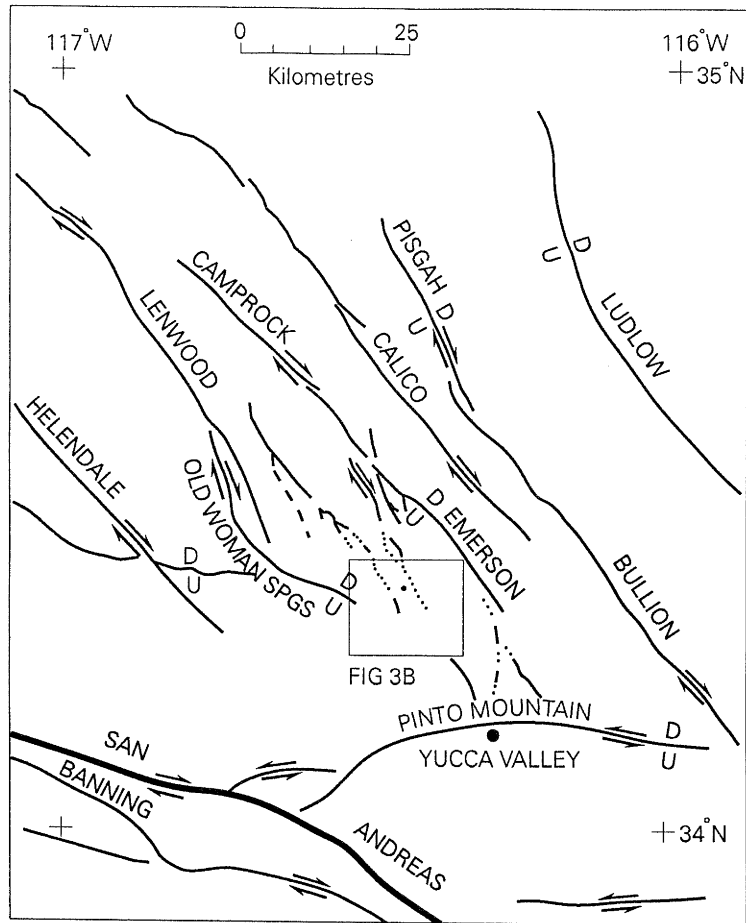 117°W
0
25
Kilometres
116°W
35°N
PISGAH
D
U
D
U
LUDLOW
CAMPROCK
LENWOOD
CALICO
HELENDALE
OLD WOMAN SPGS
D
U
D
U
D
U
EMERSON
BULLION
FIG 3B
PINTO MOUNTAIN
D
U
YUCCA VALLEY
SAN
BANNING
ANDREAS
34°N